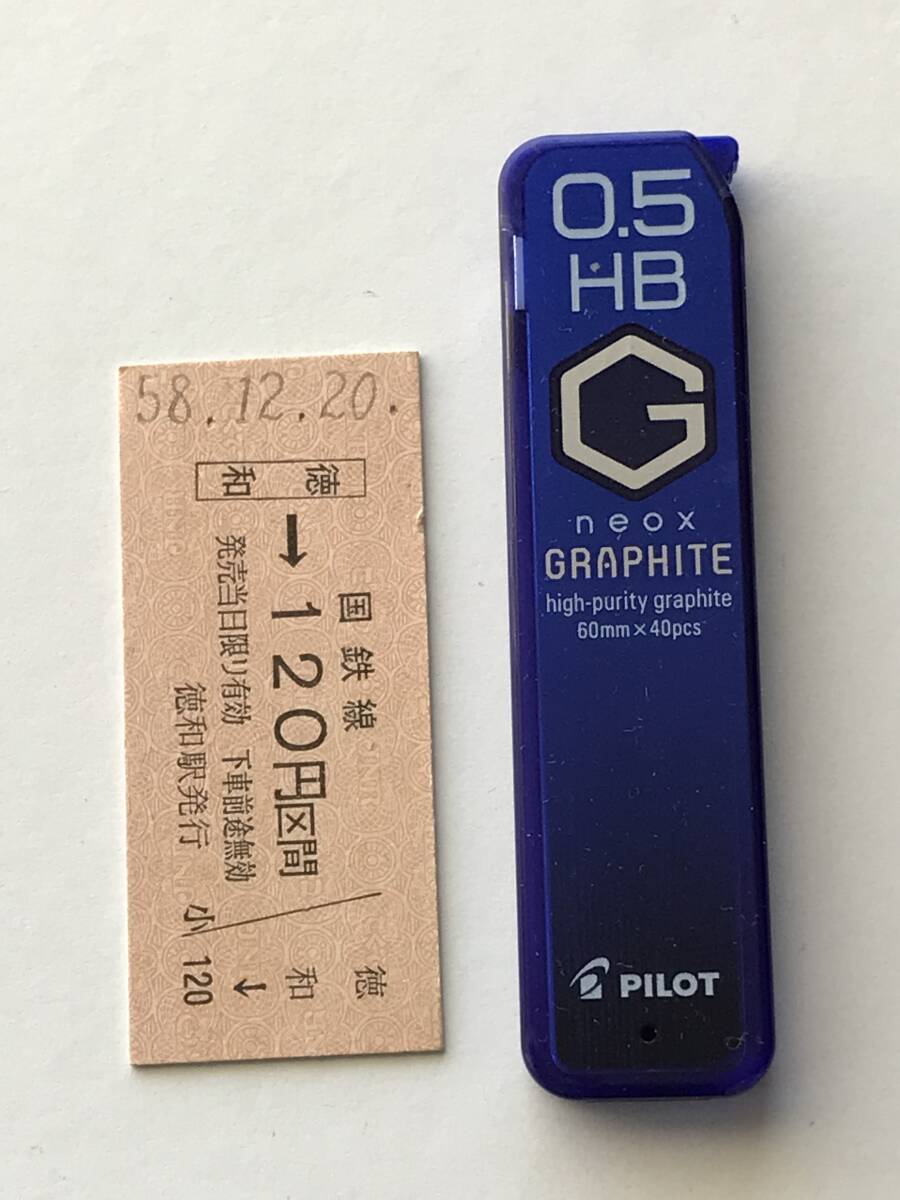 58.12.20.
徳和
→120円区間
国鉄線
発売当日限り有効 下車前途無効
徳和駅発行
徳和
↓
小 120
0.5
HB
G
neox
GRAPHITE
high-purity graphite
60mm×40pcs
PILOT